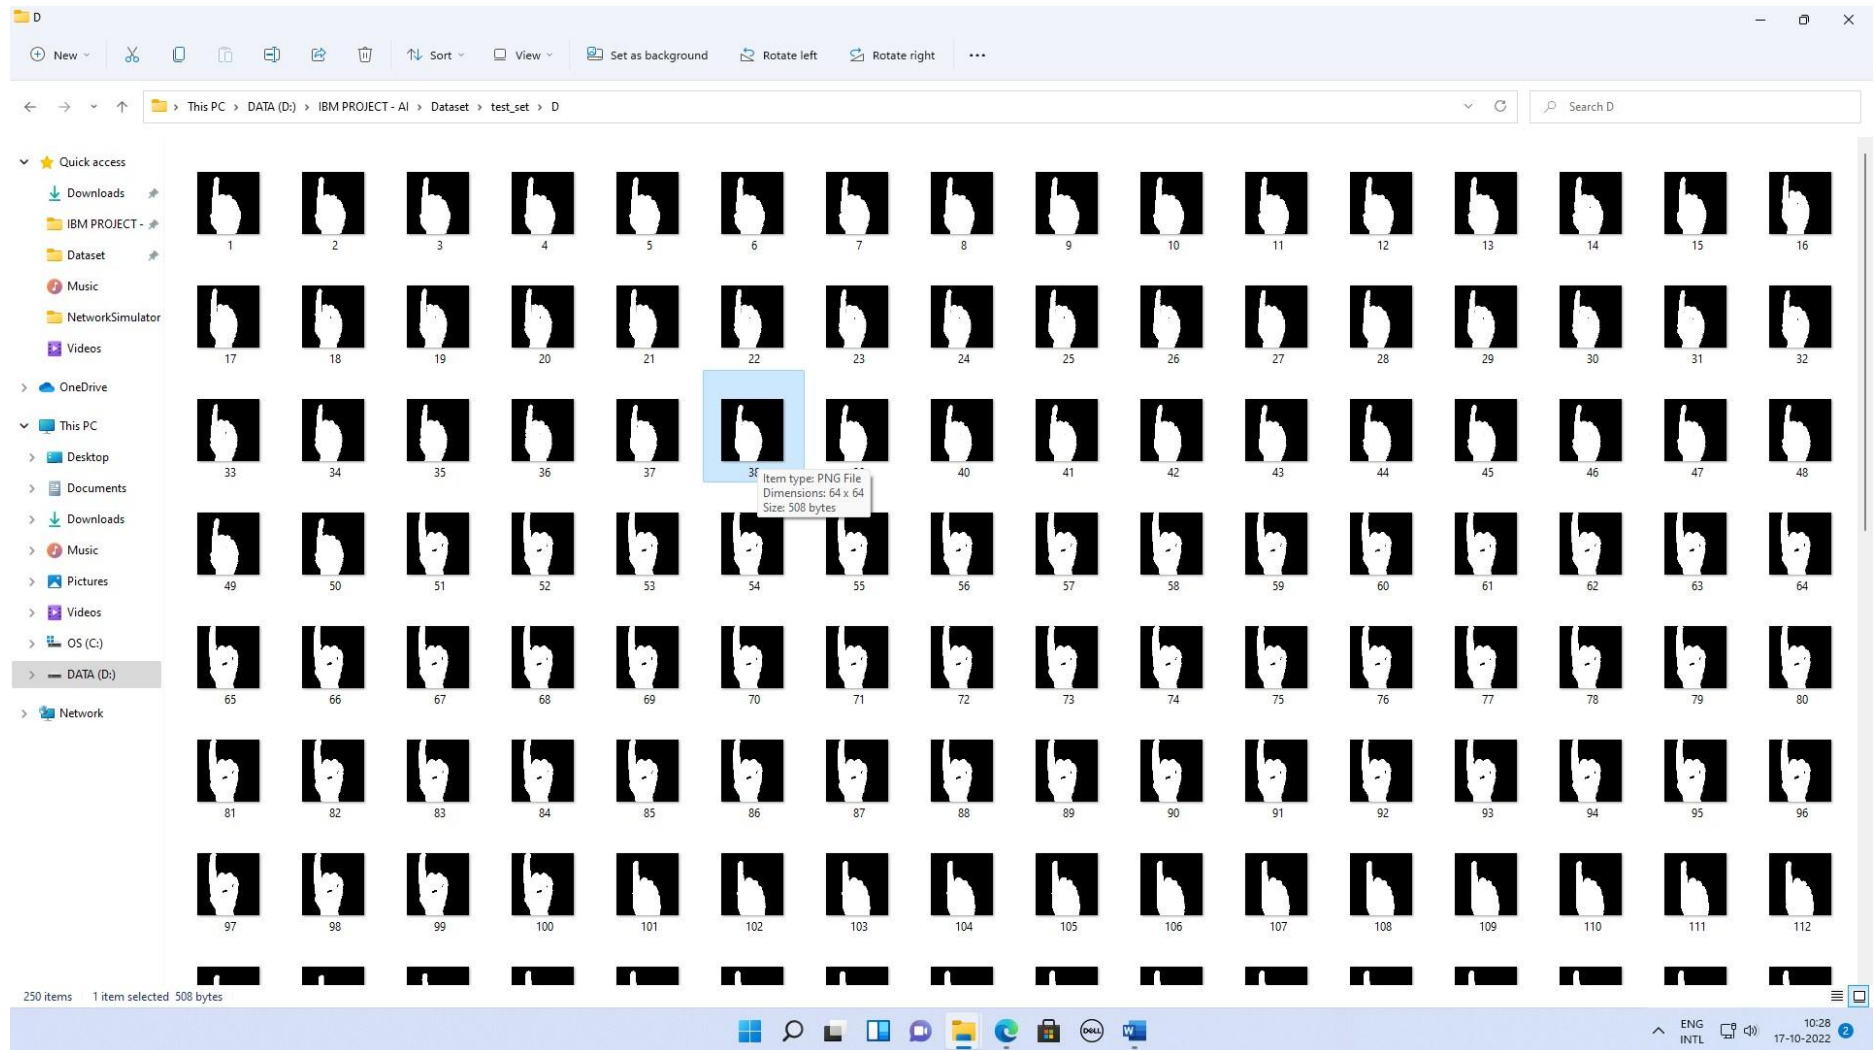 D
New
Sort
View
Set as background
Rotate left
Rotate right
This PC > DATA (D:) > IBM PROJECT - AI > Dataset > test_set > D
Search D
Quick access
Downloads
IBM PROJECT -
Dataset
Music
NetworkSimulator
Videos
OneDrive
This PC
Desktop
Documents
Downloads
Music
Pictures
Videos
OS (C:)
DATA (D:)
Network
1 2 3 4 5 6 7 8 9 10 11 12 13 14 15 16
17 18 19 20 21 22 23 24 25 26 27 28 29 30 31 32
33 34 35 36 37 38 40 41 42 43 44 45 46 47 48
Item type: PNG File
Dimensions: 64 x 64
Size: 508 bytes
49 50 51 52 53 54 55 56 57 58 59 60 61 62 63 64
65 66 67 68 69 70 71 72 73 74 75 76 77 78 79 80
81 82 83 84 85 86 87 88 89 90 91 92 93 94 95 96
97 98 99 100 101 102 103 104 105 106 107 108 109 110 111 112
250 items 1 item selected 508 bytes
DELL
W
ENG
INTL
10:28
17-10-2022
2